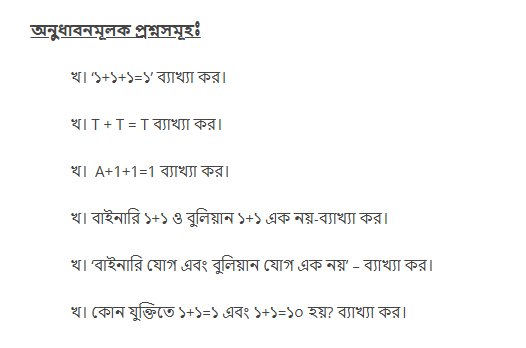 অনুধাবনমূলক প্রশ্নসমূহঃ
খ। ‘১+১+১=১’ ব্যাখ্যা কর।
খ। T + T = T ব্যাখ্যা কর।
খ। A+1+1=1 ব্যাখ্যা কর।
খ। বাইনারি ১+১ ও বুলিয়ান ১+১ এক নয়-ব্যাখ্যা কর।
খ। ‘বাইনারি যোগ এবং বুলিয়ান যোগ এক নয়’ – ব্যাখ্যা কর।
খ। কোন যুক্তিতে ১+১=১ এবং ১+১=১০ হয়? ব্যাখ্যা কর।